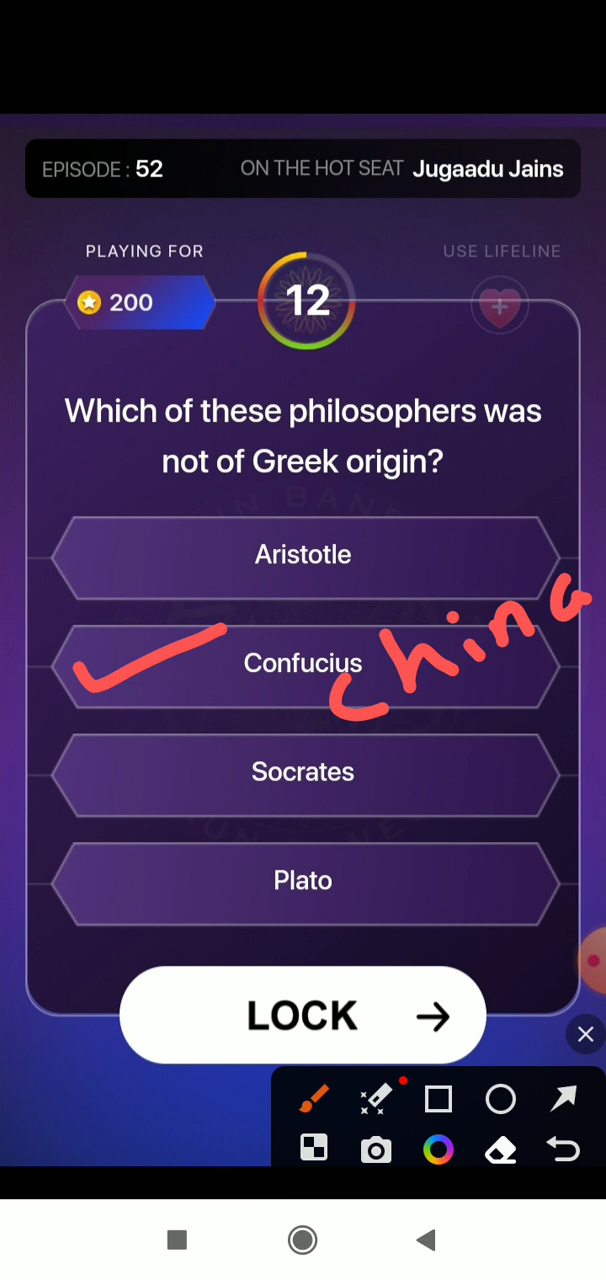 EPISODE : 52 ON THE HOT SEAT Jugaadu Jains
PLAYING FOR USE LIFELINE
200 12
Which of these philosophers was
not of Greek origin?
Aristotle
Confucius china
Socrates
Plato
LOCK